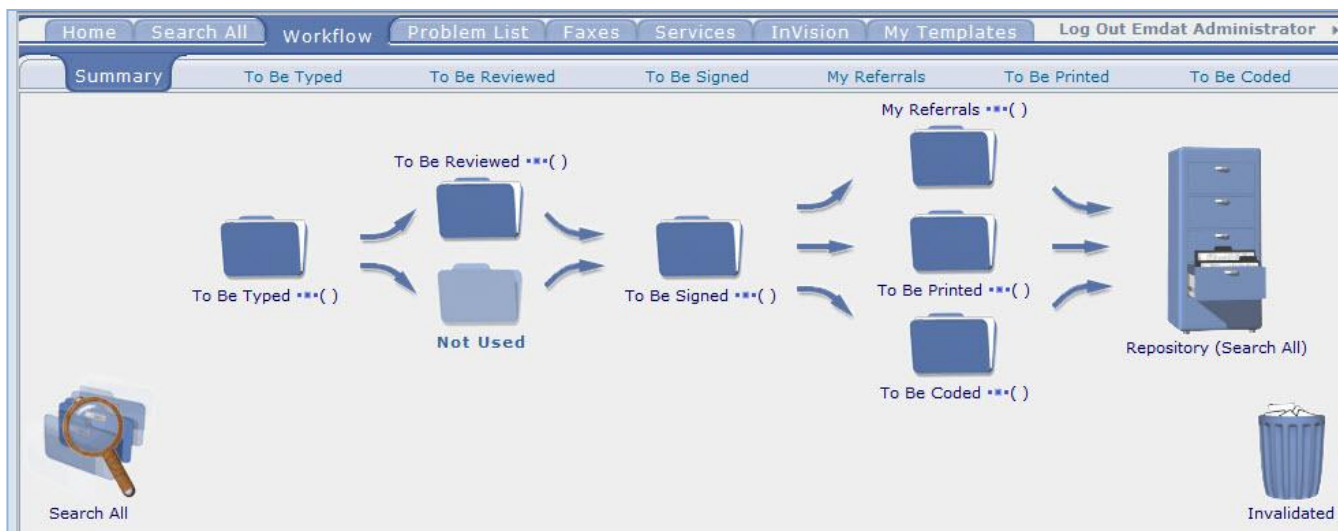 Home Search All Workflow Problem List Faxes Services InVision My Templates Log Out Emdat Administrator
Summary To Be Typed To Be Reviewed To Be Signed My Referrals To Be Printed To Be Coded
My Referrals ( )
To Be Reviewed ( )
To Be Typed ( )
Not Used
To Be Signed ( )
To Be Printed ( )
To Be Coded ( )
Repository (Search All)
Search All
Invalidated